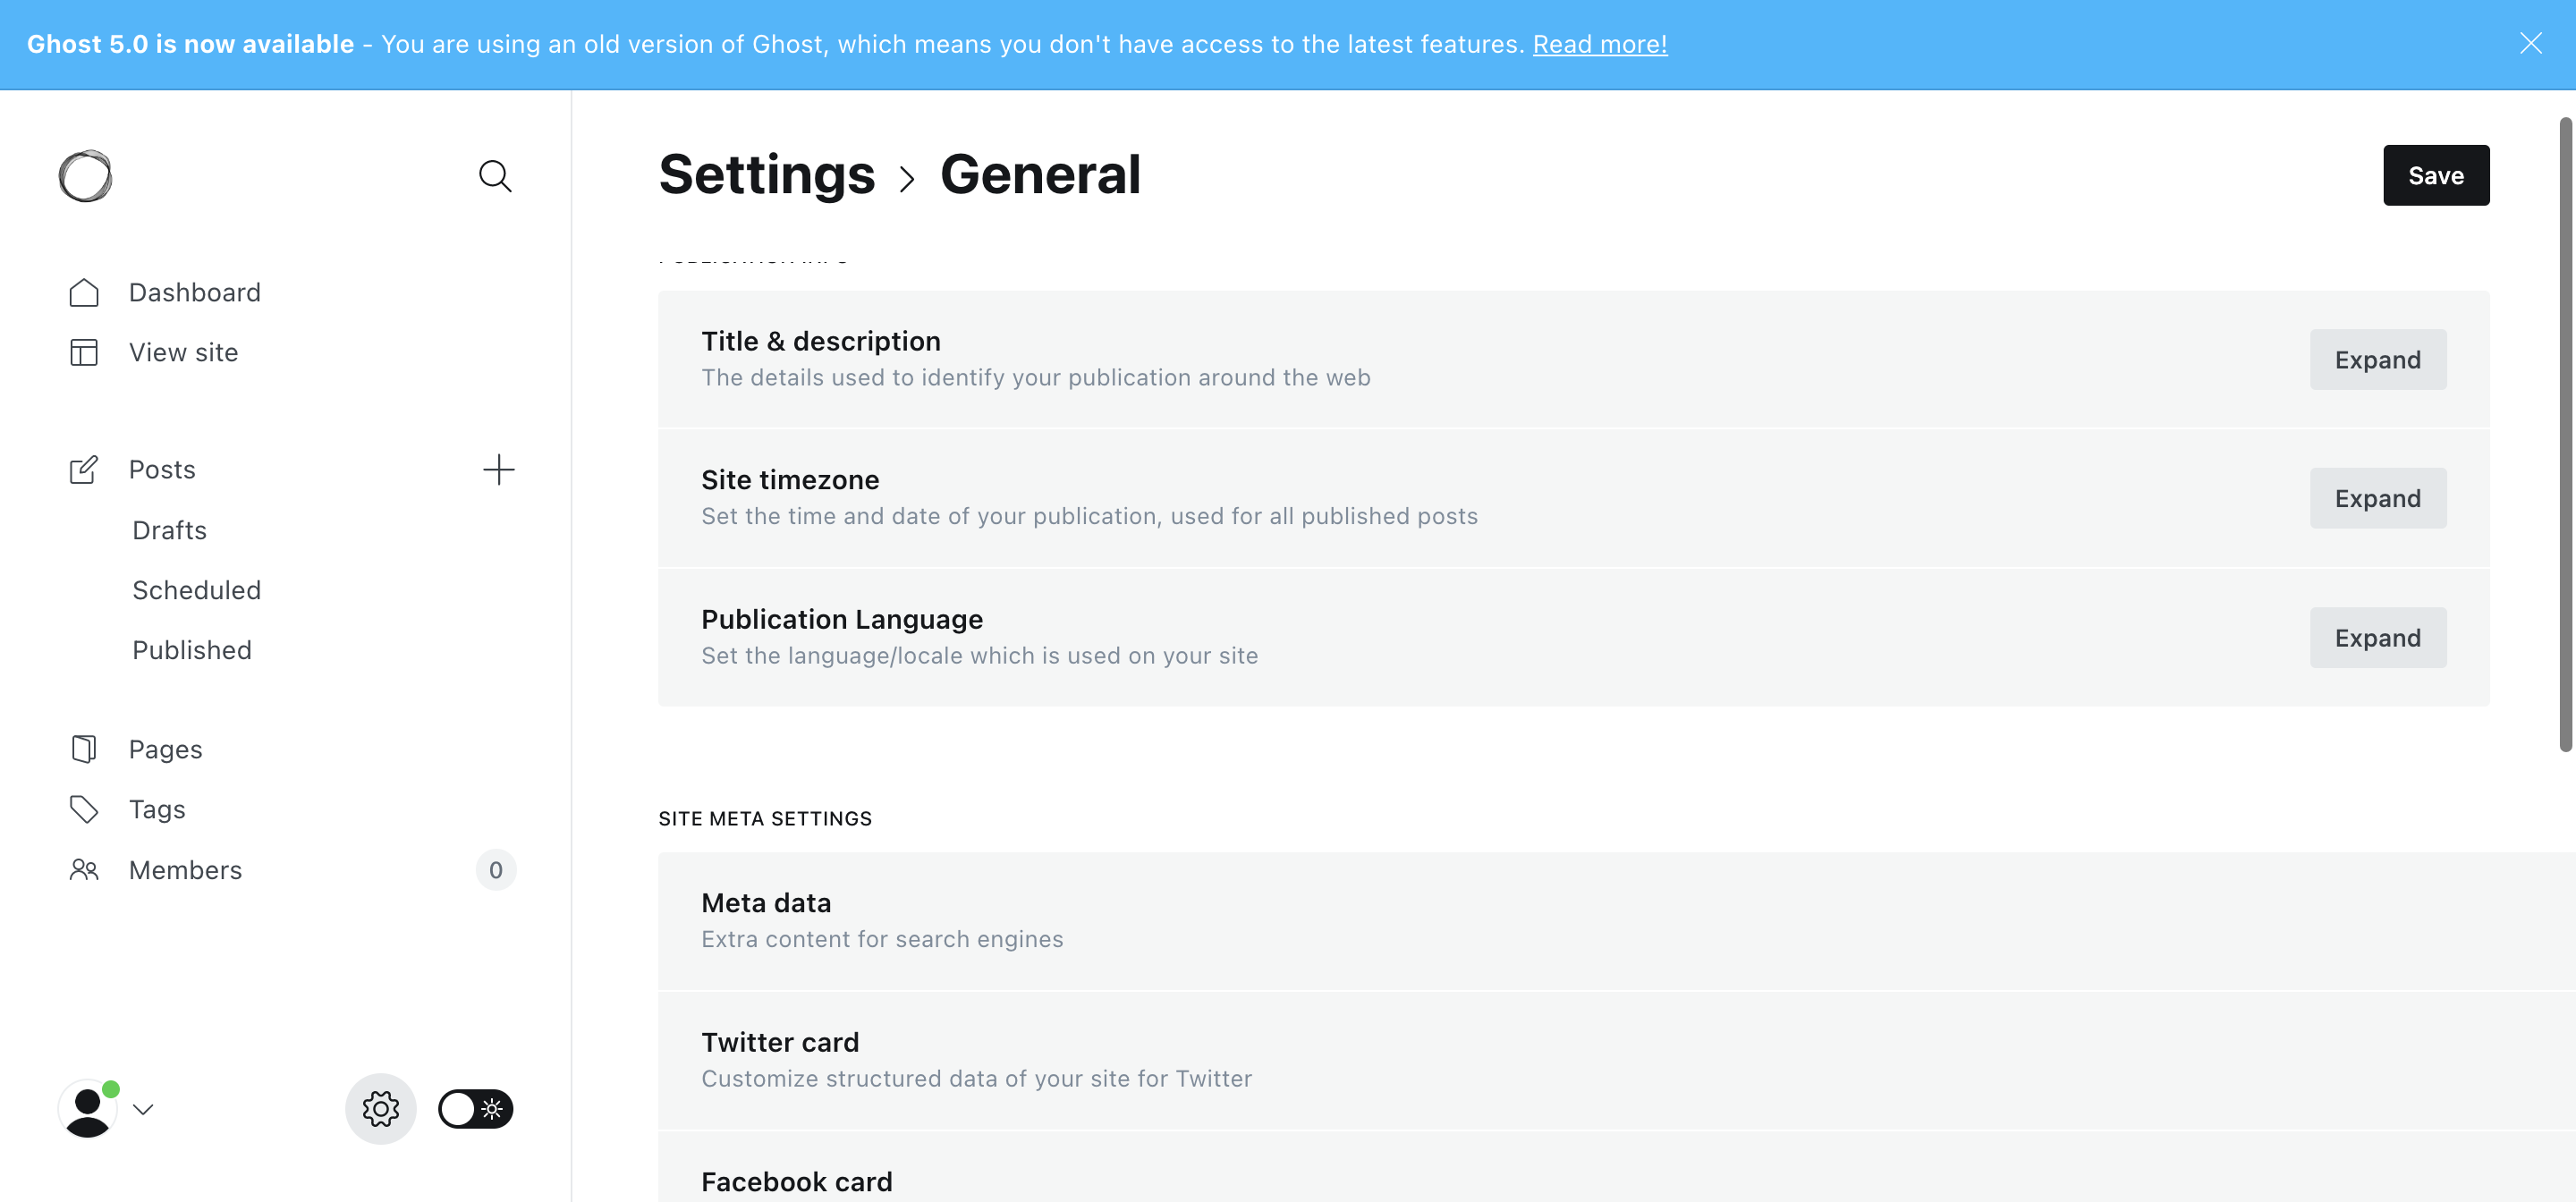 Ghost 5.0 is now available - You are using an old version of Ghost, which means you don't have access to the latest features. Read more!
Settings > General
Save
Dashboard
View site
Posts
Drafts
Scheduled
Published
Pages
Tags
Members 0
Title & description
The details used to identify your publication around the web
Expand
Site timezone
Set the time and date of your publication, used for all published posts
Expand
Publication Language
Set the language/locale which is used on your site
Expand
SITE META SETTINGS
Meta data
Extra content for search engines
Twitter card
Customize structured data of your site for Twitter
Facebook card